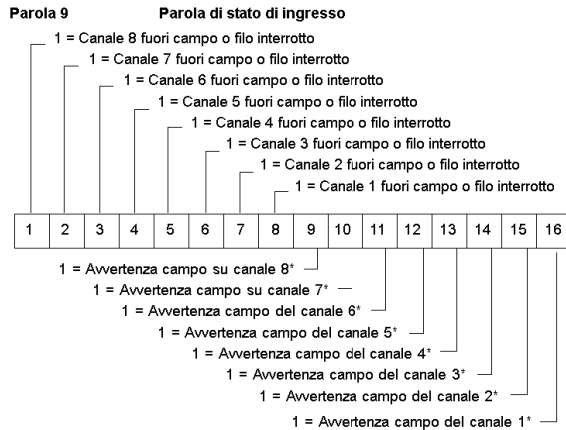 Parola 9 Parola di stato di ingresso
1 = Canale 8 fuori campo o filo interrotto
1 = Canale 7 fuori campo o filo interrotto
1 = Canale 6 fuori campo o filo interrotto
1 = Canale 5 fuori campo o filo interrotto
1 = Canale 4 fuori campo o filo interrotto
1 = Canale 3 fuori campo o filo interrotto
1 = Canale 2 fuori campo o filo interrotto
1 = Canale 1 fuori campo o filo interrotto
1 2 3 4 5 6 7 8 9 10 11 12 13 14 15 16
1 = Avvertenza campo su canale 8*
1 = Avvertenza campo su canale 7*
1 = Avvertenza campo del canale 6*
1 = Avvertenza campo del canale 5*
1 = Avvertenza campo del canale 4*
1 = Avvertenza campo del canale 3*
1 = Avvertenza campo del canale 2*
1 = Avvertenza campo del canale 1*